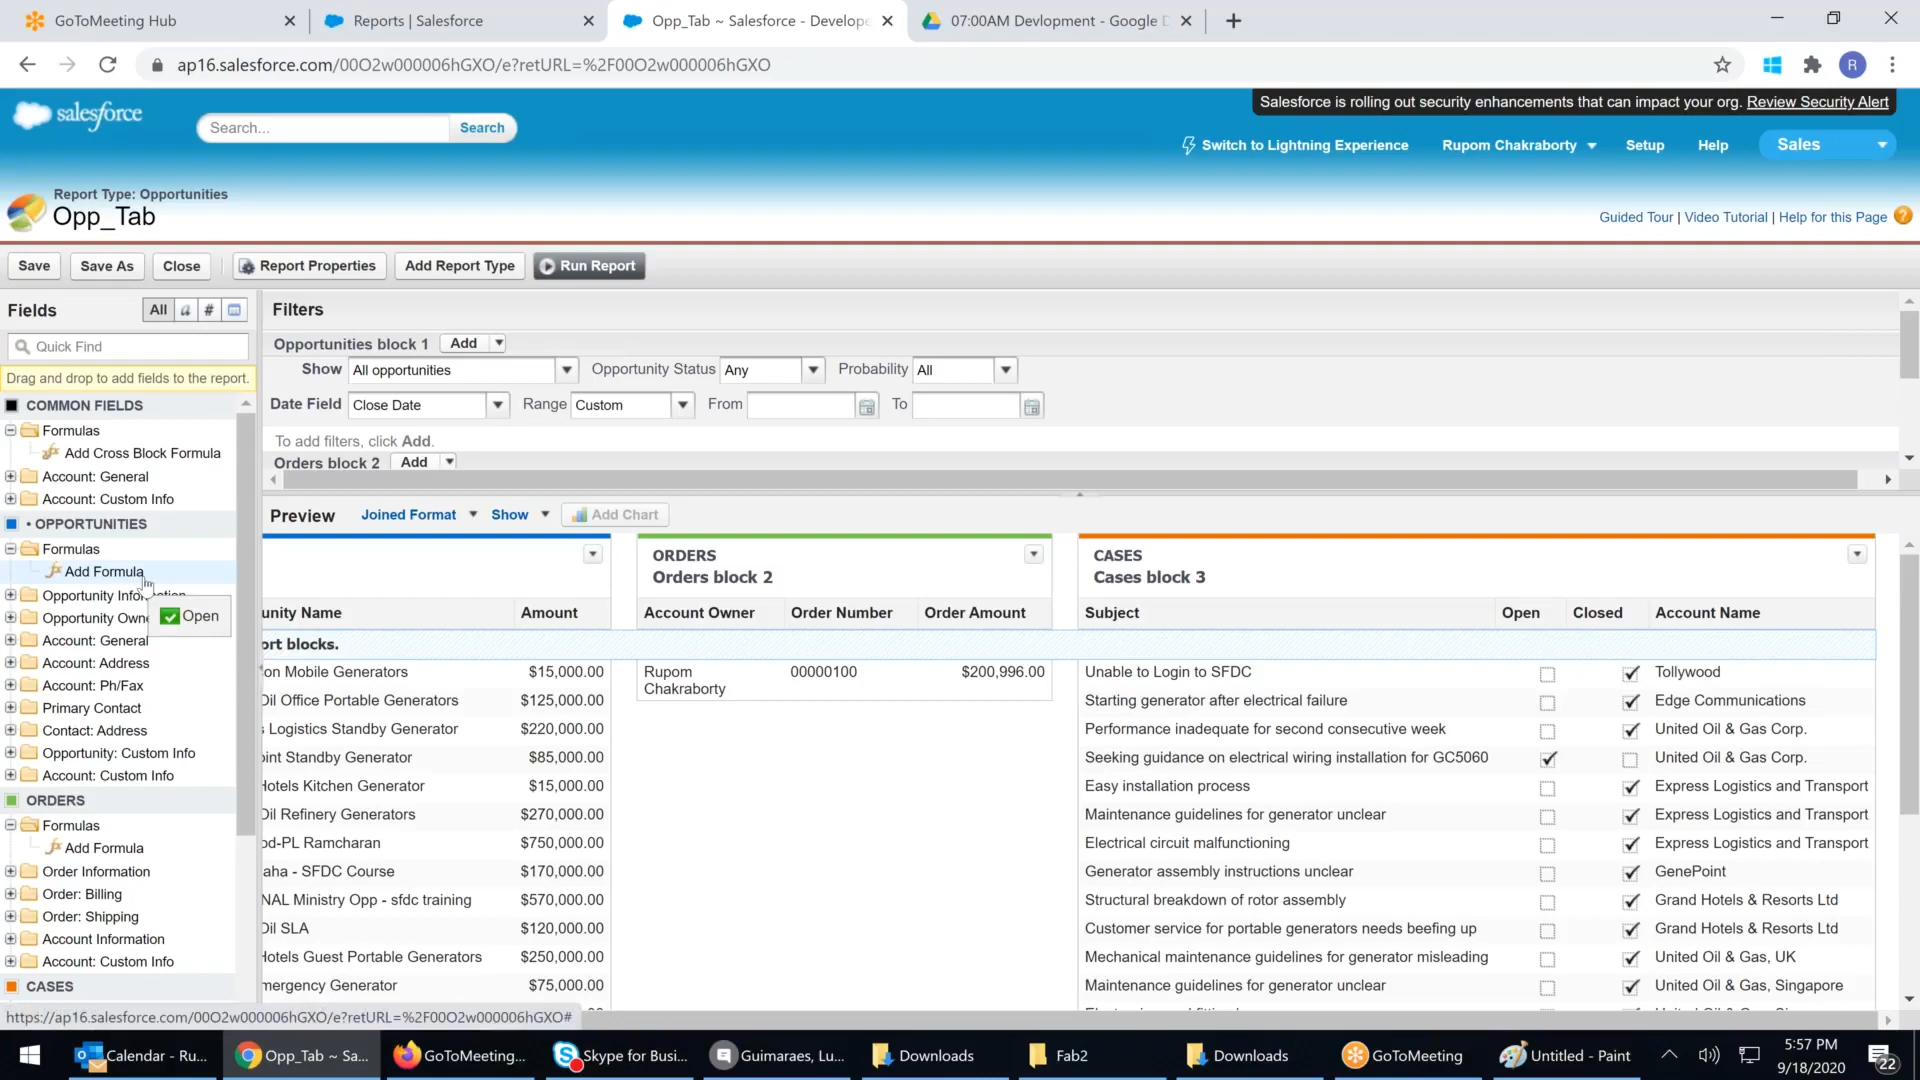 GoToMeeting Hub
Reports | Salesforce
Opp_Tab ~ Salesforce - Develope
07:00AM Devlopment - Google D
ap16.salesforce.com/00O2w000006hGXO/e?retURL=%2F00O2w000006hGXO
R
Salesforce is rolling out security enhancements that can impact your org. Review Security Alert
salesforce
Search...
Search
Switch to Lightning Experience
Rupom Chakraborty
Setup
Help
Sales
Report Type: Opportunities
Opp_Tab
Guided Tour | Video Tutorial | Help for this Page ?
Save
Save As
Close
Report Properties
Add Report Type
Run Report
Fields
All
a
#
Quick Find
Drag and drop to add fields to the report.
COMMON FIELDS
Formulas
Add Cross Block Formula
Account: General
Account: Custom Info
• OPPORTUNITIES
Formulas
Add Formula
Opportunity Information
Opportunity Owne
Open
Account: General
Account: Address
Account: Ph/Fax
Primary Contact
Contact: Address
Opportunity: Custom Info
Account: Custom Info
ORDERS
Formulas
Add Formula
Order Information
Order: Billing
Order: Shipping
Account Information
Account: Custom Info
CASES
Filters
Opportunities block 1 Add
Show All opportunities Opportunity Status Any Probability All
Date Field Close Date Range Custom From To
To add filters, click Add.
Orders block 2 Add
Preview Joined Format Show Add Chart
unity Name Amount
ort blocks.
on Mobile Generators $15,000.00
Oil Office Portable Generators $125,000.00
s Logistics Standby Generator $220,000.00
oint Standby Generator $85,000.00
Hotels Kitchen Generator $15,000.00
Oil Refinery Generators $270,000.00
od-PL Ramcharan $750,000.00
aha - SFDC Course $170,000.00
NAL Ministry Opp - sfdc training $570,000.00
Oil SLA $120,000.00
Hotels Guest Portable Generators $250,000.00
mergency Generator $75,000.00
ORDERS
Orders block 2
Account Owner Order Number Order Amount
Rupom Chakraborty 00000100 $200,996.00
CASES
Cases block 3
Subject Open Closed Account Name
Unable to Login to SFDC Tollywood
Starting generator after electrical failure Edge Communications
Performance inadequate for second consecutive week United Oil & Gas Corp.
Seeking guidance on electrical wiring installation for GC5060 United Oil & Gas Corp.
Easy installation process Express Logistics and Transport
Maintenance guidelines for generator unclear Express Logistics and Transport
Electrical circuit malfunctioning Express Logistics and Transport
Generator assembly instructions unclear GenePoint
Structural breakdown of rotor assembly Grand Hotels & Resorts Ltd
Customer service for portable generators needs beefing up Grand Hotels & Resorts Ltd
Mechanical maintenance guidelines for generator misleading United Oil & Gas, UK
Maintenance guidelines for generator unclear United Oil & Gas, Singapore
https://ap16.salesforce.com/00O2w000006hGXO/e?retURL=%2F00O2w000006hGXO#
Calendar - Ru...
Opp_Tab ~ Sa...
GoToMeeting...
Skype for Busi...
Guimaraes, Lu...
Downloads
Fab2
Downloads
GoToMeeting
Untitled - Paint
5:57 PM
9/18/2020
22